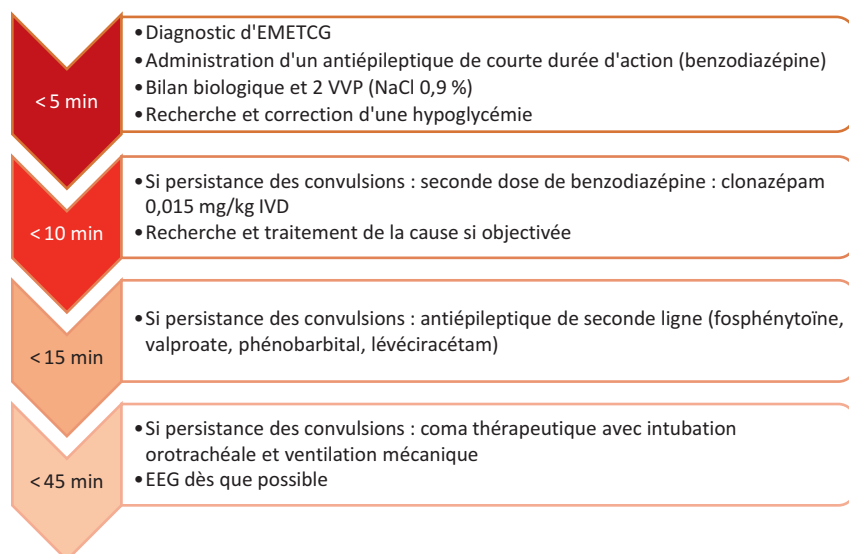 < 5 min
•Diagnostic d'EMETCG
•Administration d'un antiépileptique de courte durée d'action (benzodiazépine)
•Bilan biologique et 2 VVP (NaCl 0,9 %)
•Recherche et correction d'une hypoglycémie
< 10 min
•Si persistance des convulsions : seconde dose de benzodiazépine : clonazépam
0,015 mg/kg IVD
•Recherche et traitement de la cause si objectivée
< 15 min
•Si persistance des convulsions : antiépileptique de seconde ligne (fosphénytoïne,
valproate, phénobarbital, lévéciracétam)
< 45 min
•Si persistance des convulsions : coma thérapeutique avec intubation
orotrachéale et ventilation mécanique
•EEG dès que possible